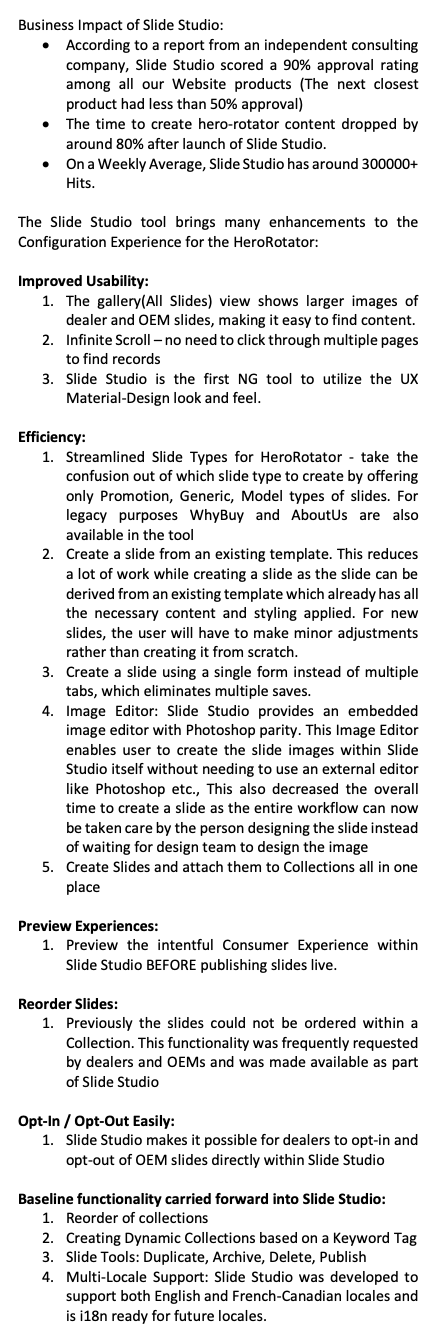 Business Impact of Slide Studio:
• According to a report from an independent consulting
company, Slide Studio scored a 90% approval rating
among all our Website products (The next closest
product had less than 50% approval)
• The time to create hero-rotator content dropped by
around 80% after launch of Slide Studio.
• On a Weekly Average, Slide Studio has around 300000+
Hits.
The Slide Studio tool brings many enhancements to the
Configuration Experience for the HeroRotator:
Improved Usability:
1. The gallery(All Slides) view shows larger images of
dealer and OEM slides, making it easy to find content.
2. Infinite Scroll – no need to click through multiple pages
to find records
3. Slide Studio is the first NG tool to utilize the UX
Material-Design look and feel.
Efficiency:
1. Streamlined Slide Types for HeroRotator - take the
confusion out of which slide type to create by offering
only Promotion, Generic, Model types of slides. For
legacy purposes WhyBuy and AboutUs are also
available in the tool
2. Create a slide from an existing template. This reduces
a lot of work while creating a slide as the slide can be
derived from an existing template which already has all
the necessary content and styling applied. For new
slides, the user will have to make minor adjustments
rather than creating it from scratch.
3. Create a slide using a single form instead of multiple
tabs, which eliminates multiple saves.
4. Image Editor: Slide Studio provides an embedded
image editor with Photoshop parity. This Image Editor
enables user to create the slide images within Slide
Studio itself without needing to use an external editor
like Photoshop etc., This also decreased the overall
time to create a slide as the entire workflow can now
be taken care by the person designing the slide instead
of waiting for design team to design the image
5. Create Slides and attach them to Collections all in one
place
Preview Experiences:
1. Preview the intentful Consumer Experience within
Slide Studio BEFORE publishing slides live.
Reorder Slides:
1. Previously the slides could not be ordered within a
Collection. This functionality was frequently requested
by dealers and OEMs and was made available as part
of Slide Studio
Opt-In / Opt-Out Easily:
1. Slide Studio makes it possible for dealers to opt-in and
opt-out of OEM slides directly within Slide Studio
Baseline functionality carried forward into Slide Studio:
1. Reorder of collections
2. Creating Dynamic Collections based on a Keyword Tag
3. Slide Tools: Duplicate, Archive, Delete, Publish
4. Multi-Locale Support: Slide Studio was developed to
support both English and French-Canadian locales and
is i18n ready for future locales.